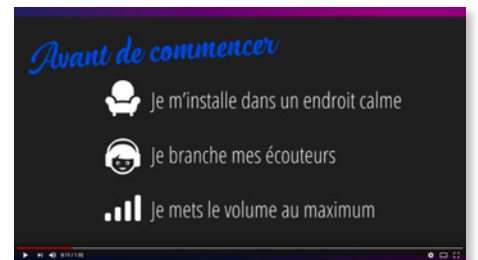 Avant de commencer
Je m'installe dans un endroit calme
Je branche mes écouteurs
Je mets le volume au maximum